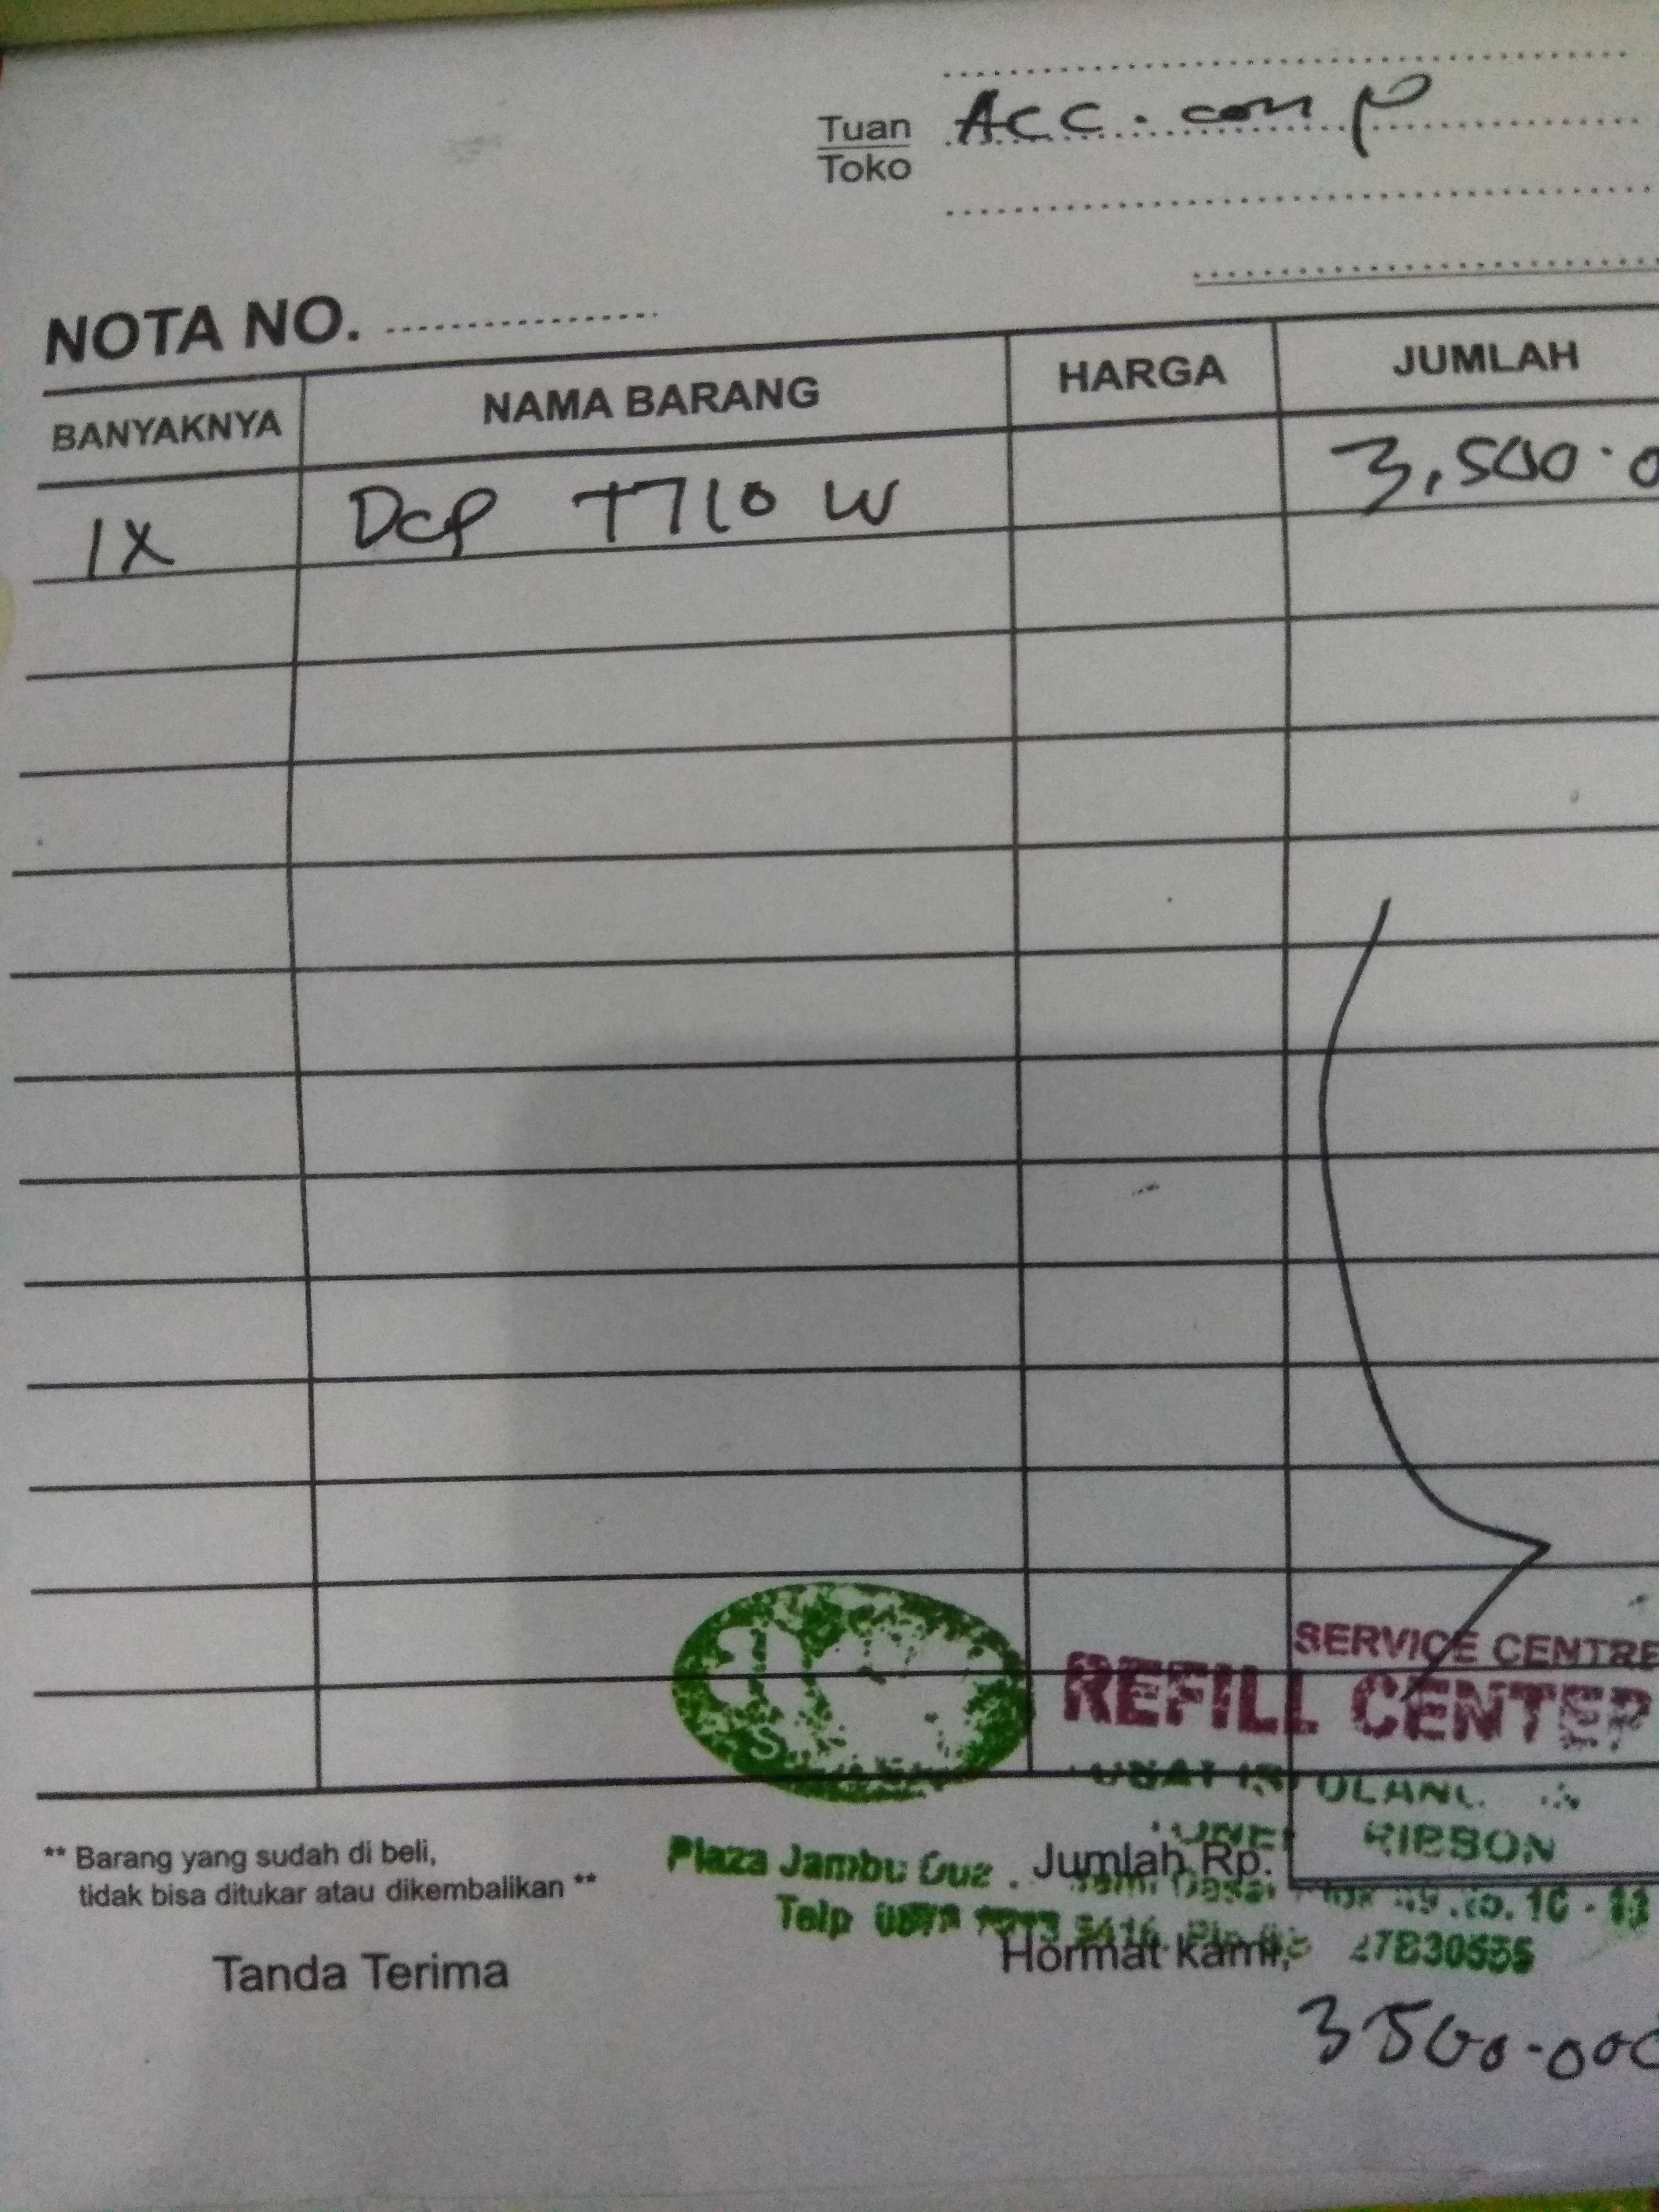 Tuan Acc. comp
Toko
NOTA NO.
BANYAKNYA NAMA BARANG HARGA JUMLAH
1X Dcp T710 W 3,500.0
SERVICE CENTRE
REFILL CENTER
RIBBON
** Barang yang sudah di beli,
tidak bisa ditukar atau dikembalikan **
Plaza Jambu Dua
Jumlah Rp.
Telp
Tanda Terima Hormat kami,
3500.000